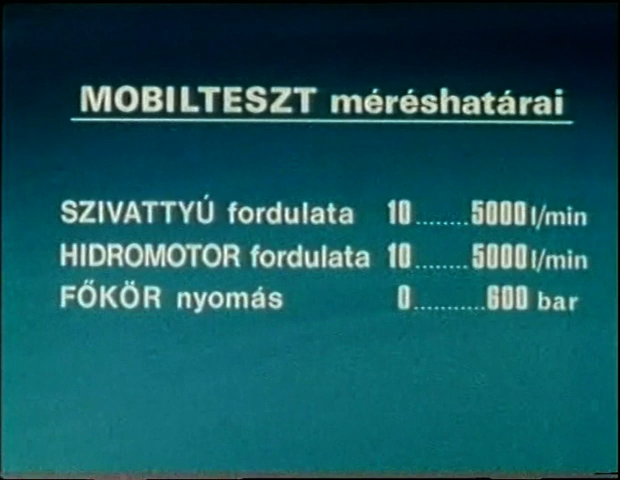 MOBILTESZT méréshatárai
SZIVATTYÚ fordulata 10.......5000 l/min
HIDROMOTOR fordulata 10.......5000 l/min
FŐKÖR nyomás 0..........600 bar